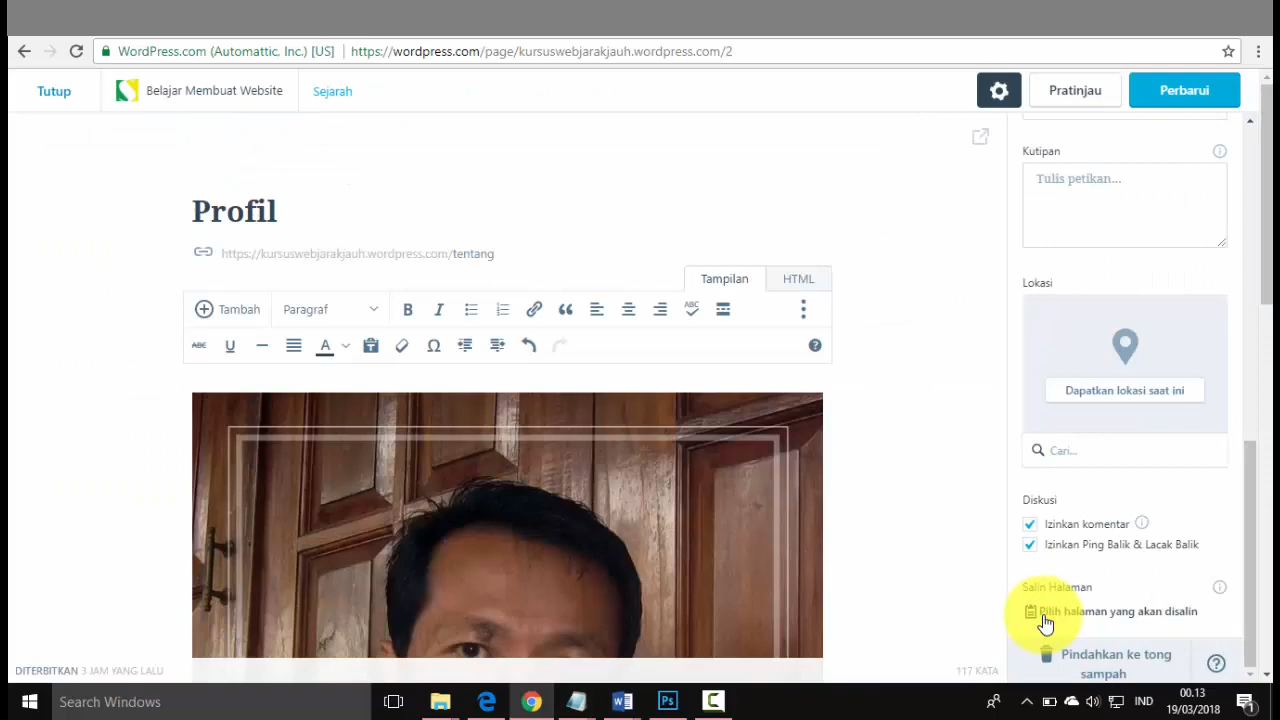 WordPress.com (Automattic, Inc.) [US] https://wordpress.com/page/kursuswebjarakjauh.wordpress.com/2
Tutup Belajar Membuat Website Sejarah Pratinjau Perbarui
Kutipan
Tulis petikan...
Profil
https://kursuswebjarakjauh.wordpress.com/tentang
Tampilan HTML
Lokasi
Tambah Paragraf B I ABC
ABC U A Ω
Dapatkan lokasi saat ini
Cari...
Diskusi
Izinkan komentar
Izinkan Ping Balik & Lacak Balik
Salin Halaman
Pilih halaman yang akan disalin
Pindahkan ke tong
sampah
DITERBITKAN 3 JAM YANG LALU 117 KATA
Search Windows
Ps
IND
00.13
19/03/2018